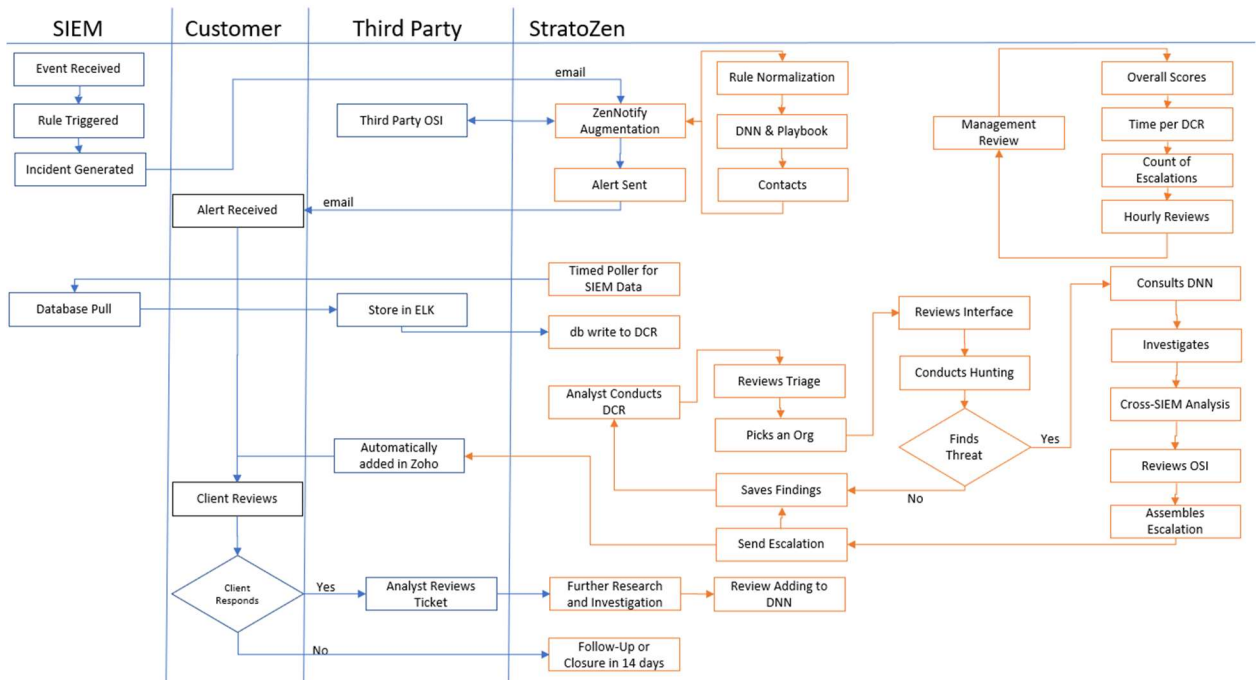 SIEM
Customer
Third Party
StratoZen
Event Received
Rule Triggered
Incident Generated
email
Third Party OSI
ZenNotify
Augmentation
Alert Sent
Rule Normalization
DNN & Playbook
Contacts
Management
Review
Overall Scores
Time per DCR
Count of
Escalations
Hourly Reviews
Alert Received
email
Timed Poller for
SIEM Data
Database Pull
Store in ELK
db write to DCR
Analyst Conducts
DCR
Reviews Triage
Picks an Org
Reviews Interface
Conducts Hunting
Finds
Threat
Yes
No
Consults DNN
Investigates
Cross-SIEM Analysis
Reviews OSI
Assembles
Escalation
Automatically
added in Zoho
Saves Findings
Send Escalation
Client Reviews
Client
Responds
Yes
Analyst Reviews
Ticket
Further Research
and Investigation
Review Adding to
DNN
No
Follow-Up or
Closure in 14 days